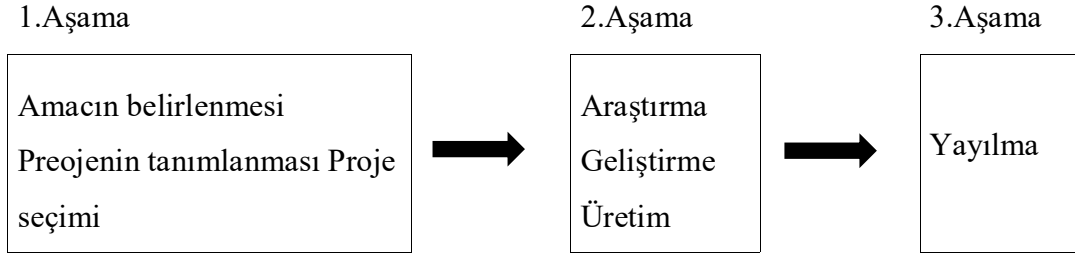 1.Aşama
2.Aşama
3.Aşama
Amacın belirlenmesi
Preojenin tanımlanması Proje
seçimi
Araştırma
Geliştirme
Üretim
Yayılma